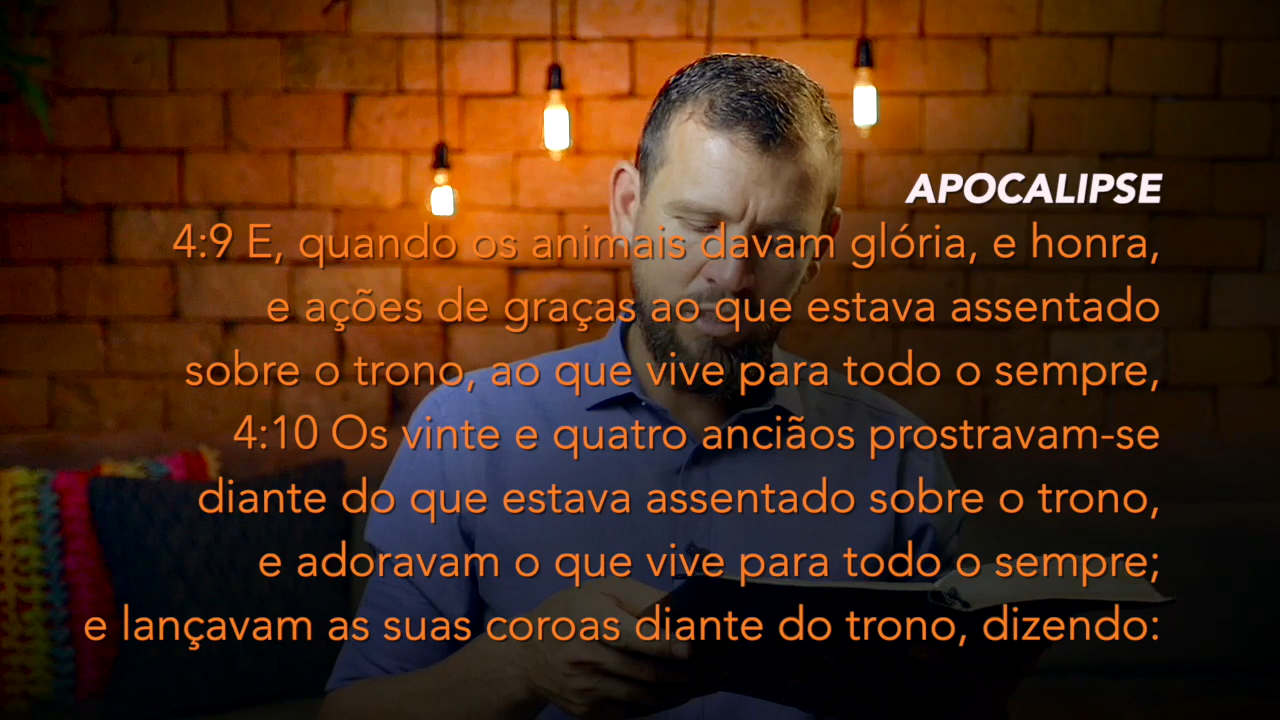 APOCALIPSE
4:9 E, quando os animais davam glória, e honra,
e ações de graças ao que estava assentado
sobre o trono, ao que vive para todo o sempre,
4:10 Os vinte e quatro anciãos prostravam-se
diante do que estava assentado sobre o trono,
e adoravam o que vive para todo o sempre;
e lançavam as suas coroas diante do trono, dizendo: